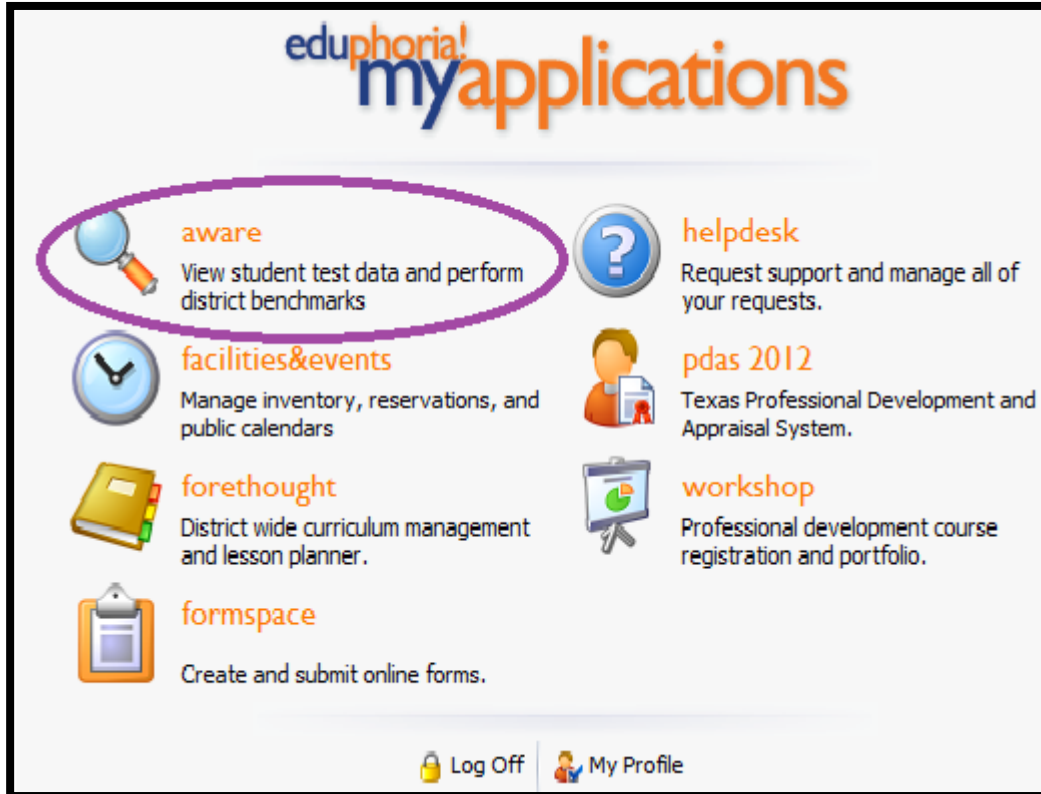 eduphoria!
myapplications
aware
View student test data and perform
district benchmarks
helpdesk
Request support and manage all of
your requests.
facilities&events
Manage inventory, reservations, and
public calendars
pdas 2012
Texas Professional Development and
Appraisal System.
forethought
District wide curriculum management
and lesson planner.
workshop
Professional development course
registration and portfolio.
formspace
Create and submit online forms.
Log Off
My Profile